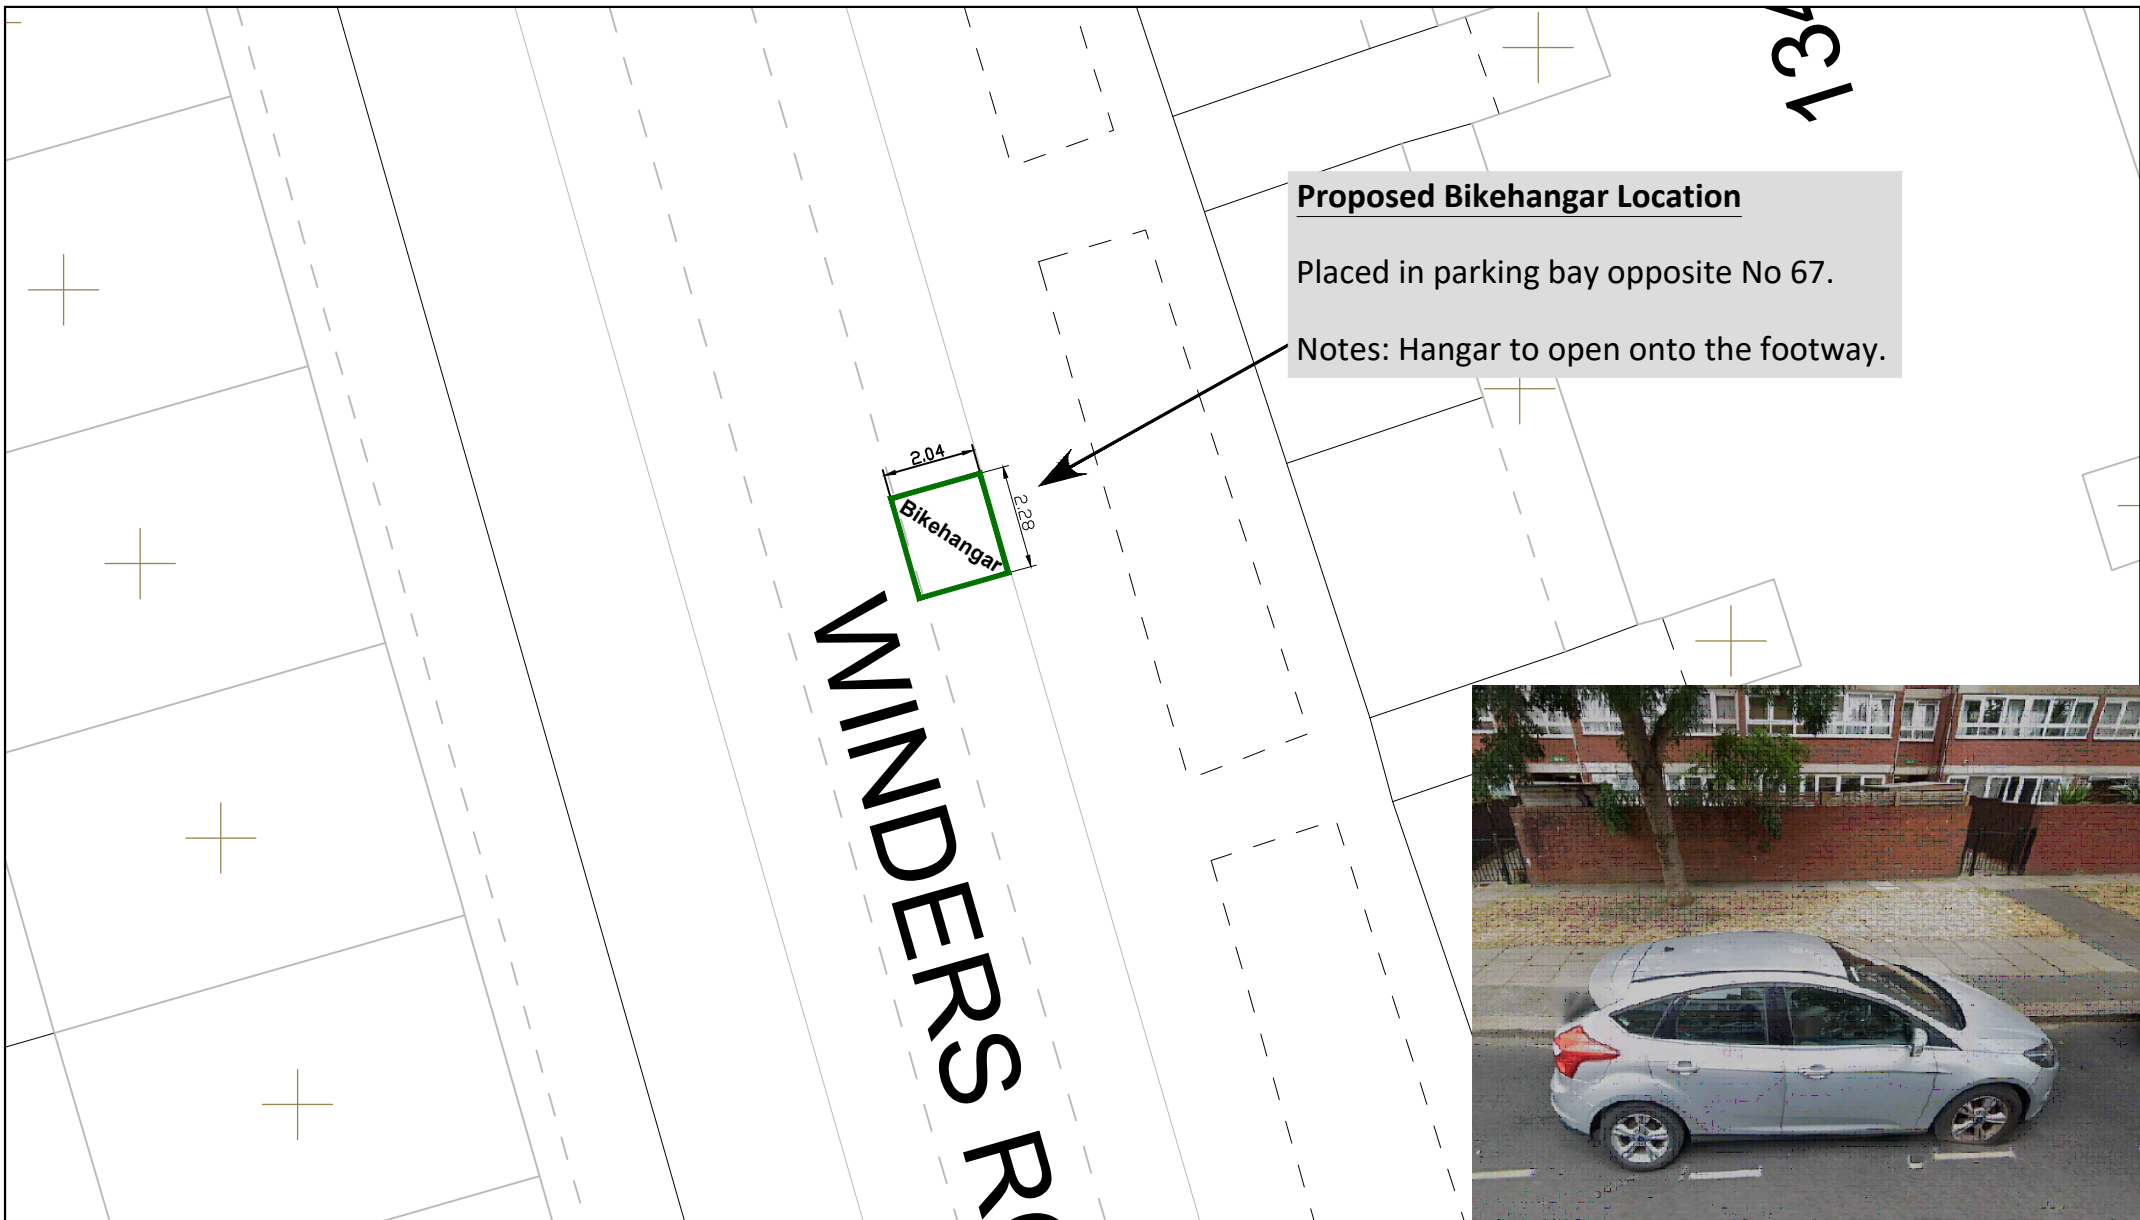 134
Proposed Bikehangar Location
Placed in parking bay opposite No 67.
Notes: Hangar to open onto the footway.
2.04
2.28
Bikehangar
WINDERS RO